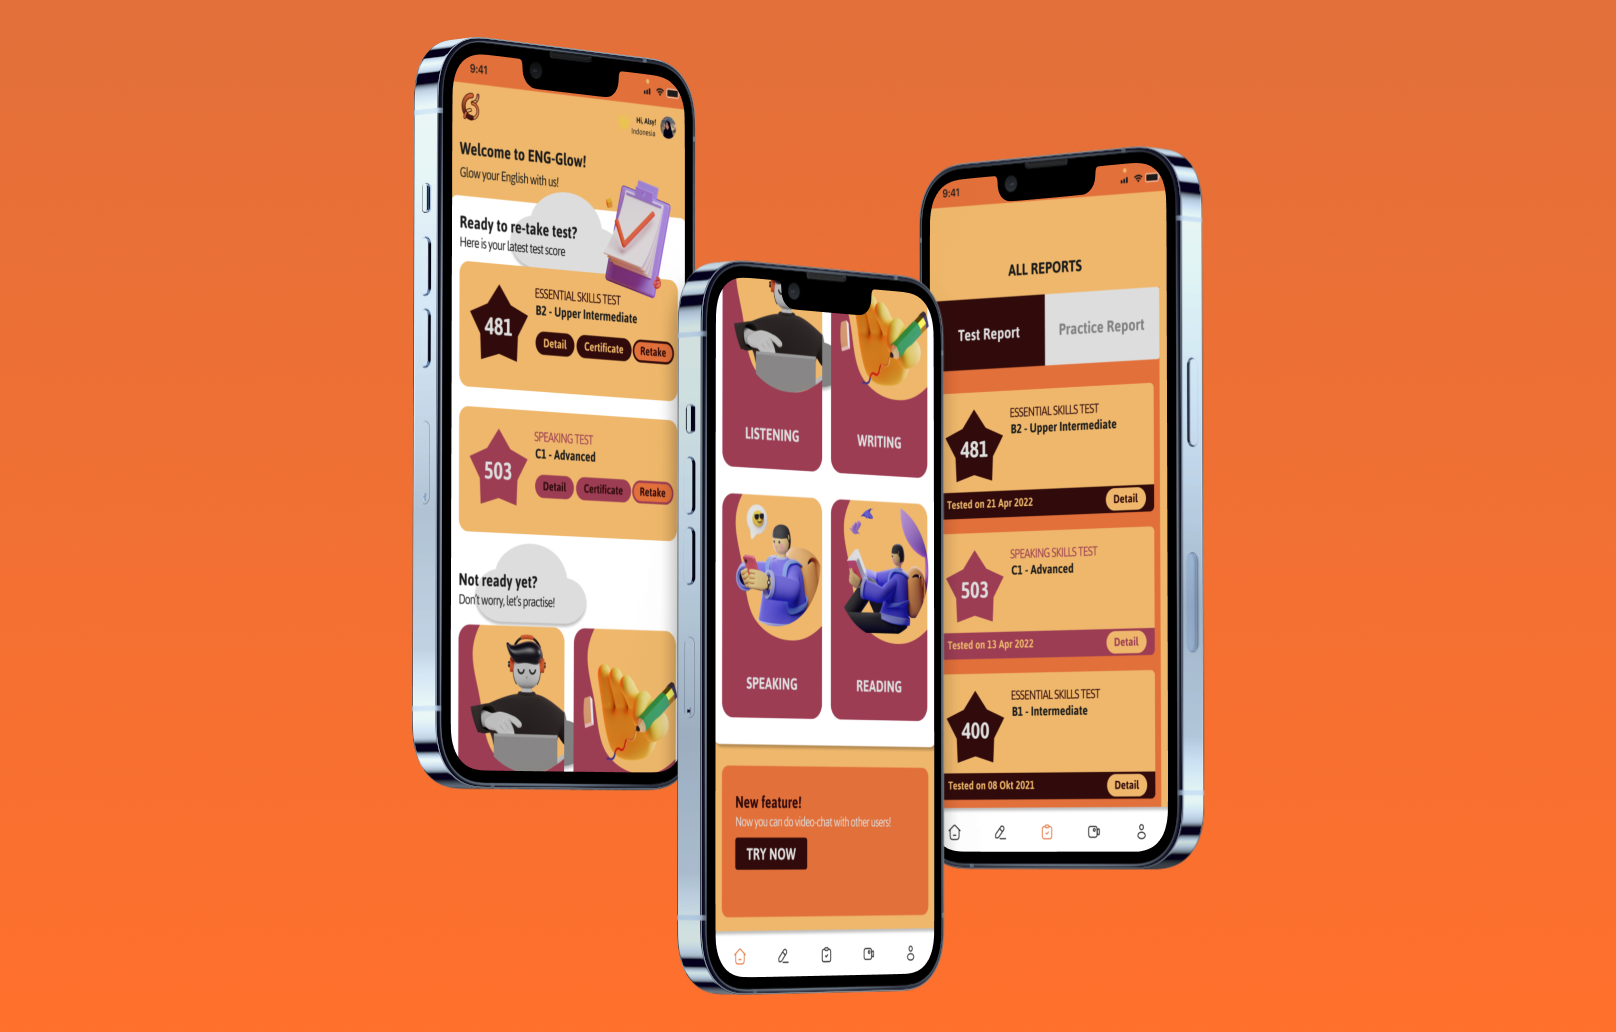 9:41
Hi, Alsy!
Indonesia
Welcome to ENG-Glow!
Glow your English with us!
Ready to re-take test?
Here is your latest test score
481
ESSENTIAL SKILLS TEST
B2 - Upper Intermediate
Detail
Certificate
Retake
503
SPEAKING TEST
C1 - Advanced
Detail
Certificate
Retake
Not ready yet?
Don't worry, let's practise!
LISTENING
WRITING
SPEAKING
READING
New feature!
Now you can do video-chat with other users!
TRY NOW
9:41
ALL REPORTS
Test Report
Practice Report
481
ESSENTIAL SKILLS TEST
B2 - Upper Intermediate
Tested on 21 Apr 2022
Detail
503
SPEAKING SKILLS TEST
C1 - Advanced
Tested on 13 Apr 2022
Detail
400
ESSENTIAL SKILLS TEST
B1 - Intermediate
Tested on 08 Okt 2021
Detail